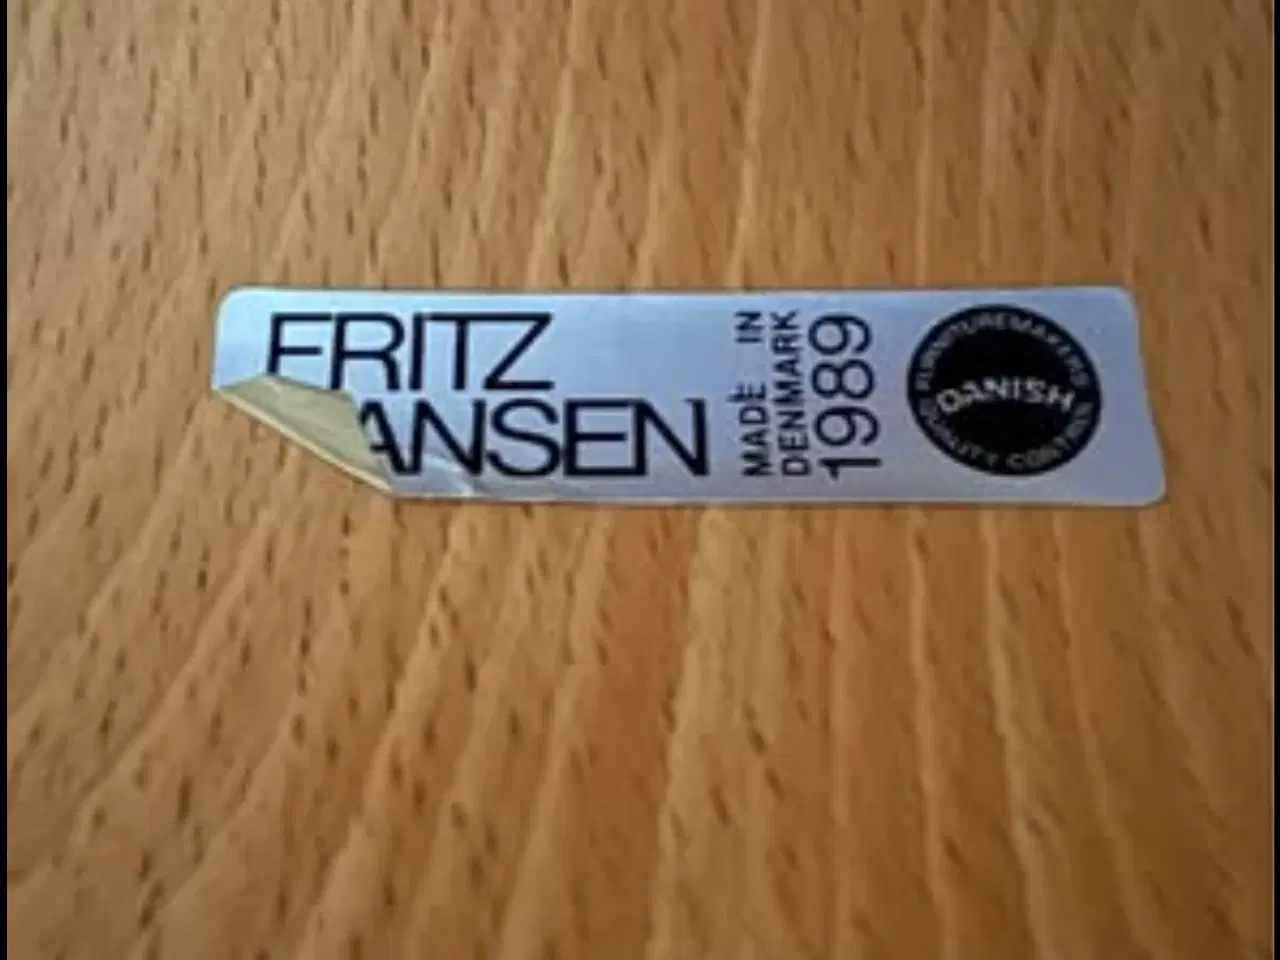 FRITZ
ANSEN
MADE IN
DENMARK
1989
FURNITUREMAKERS
DANISH
QUALITY CONTROL